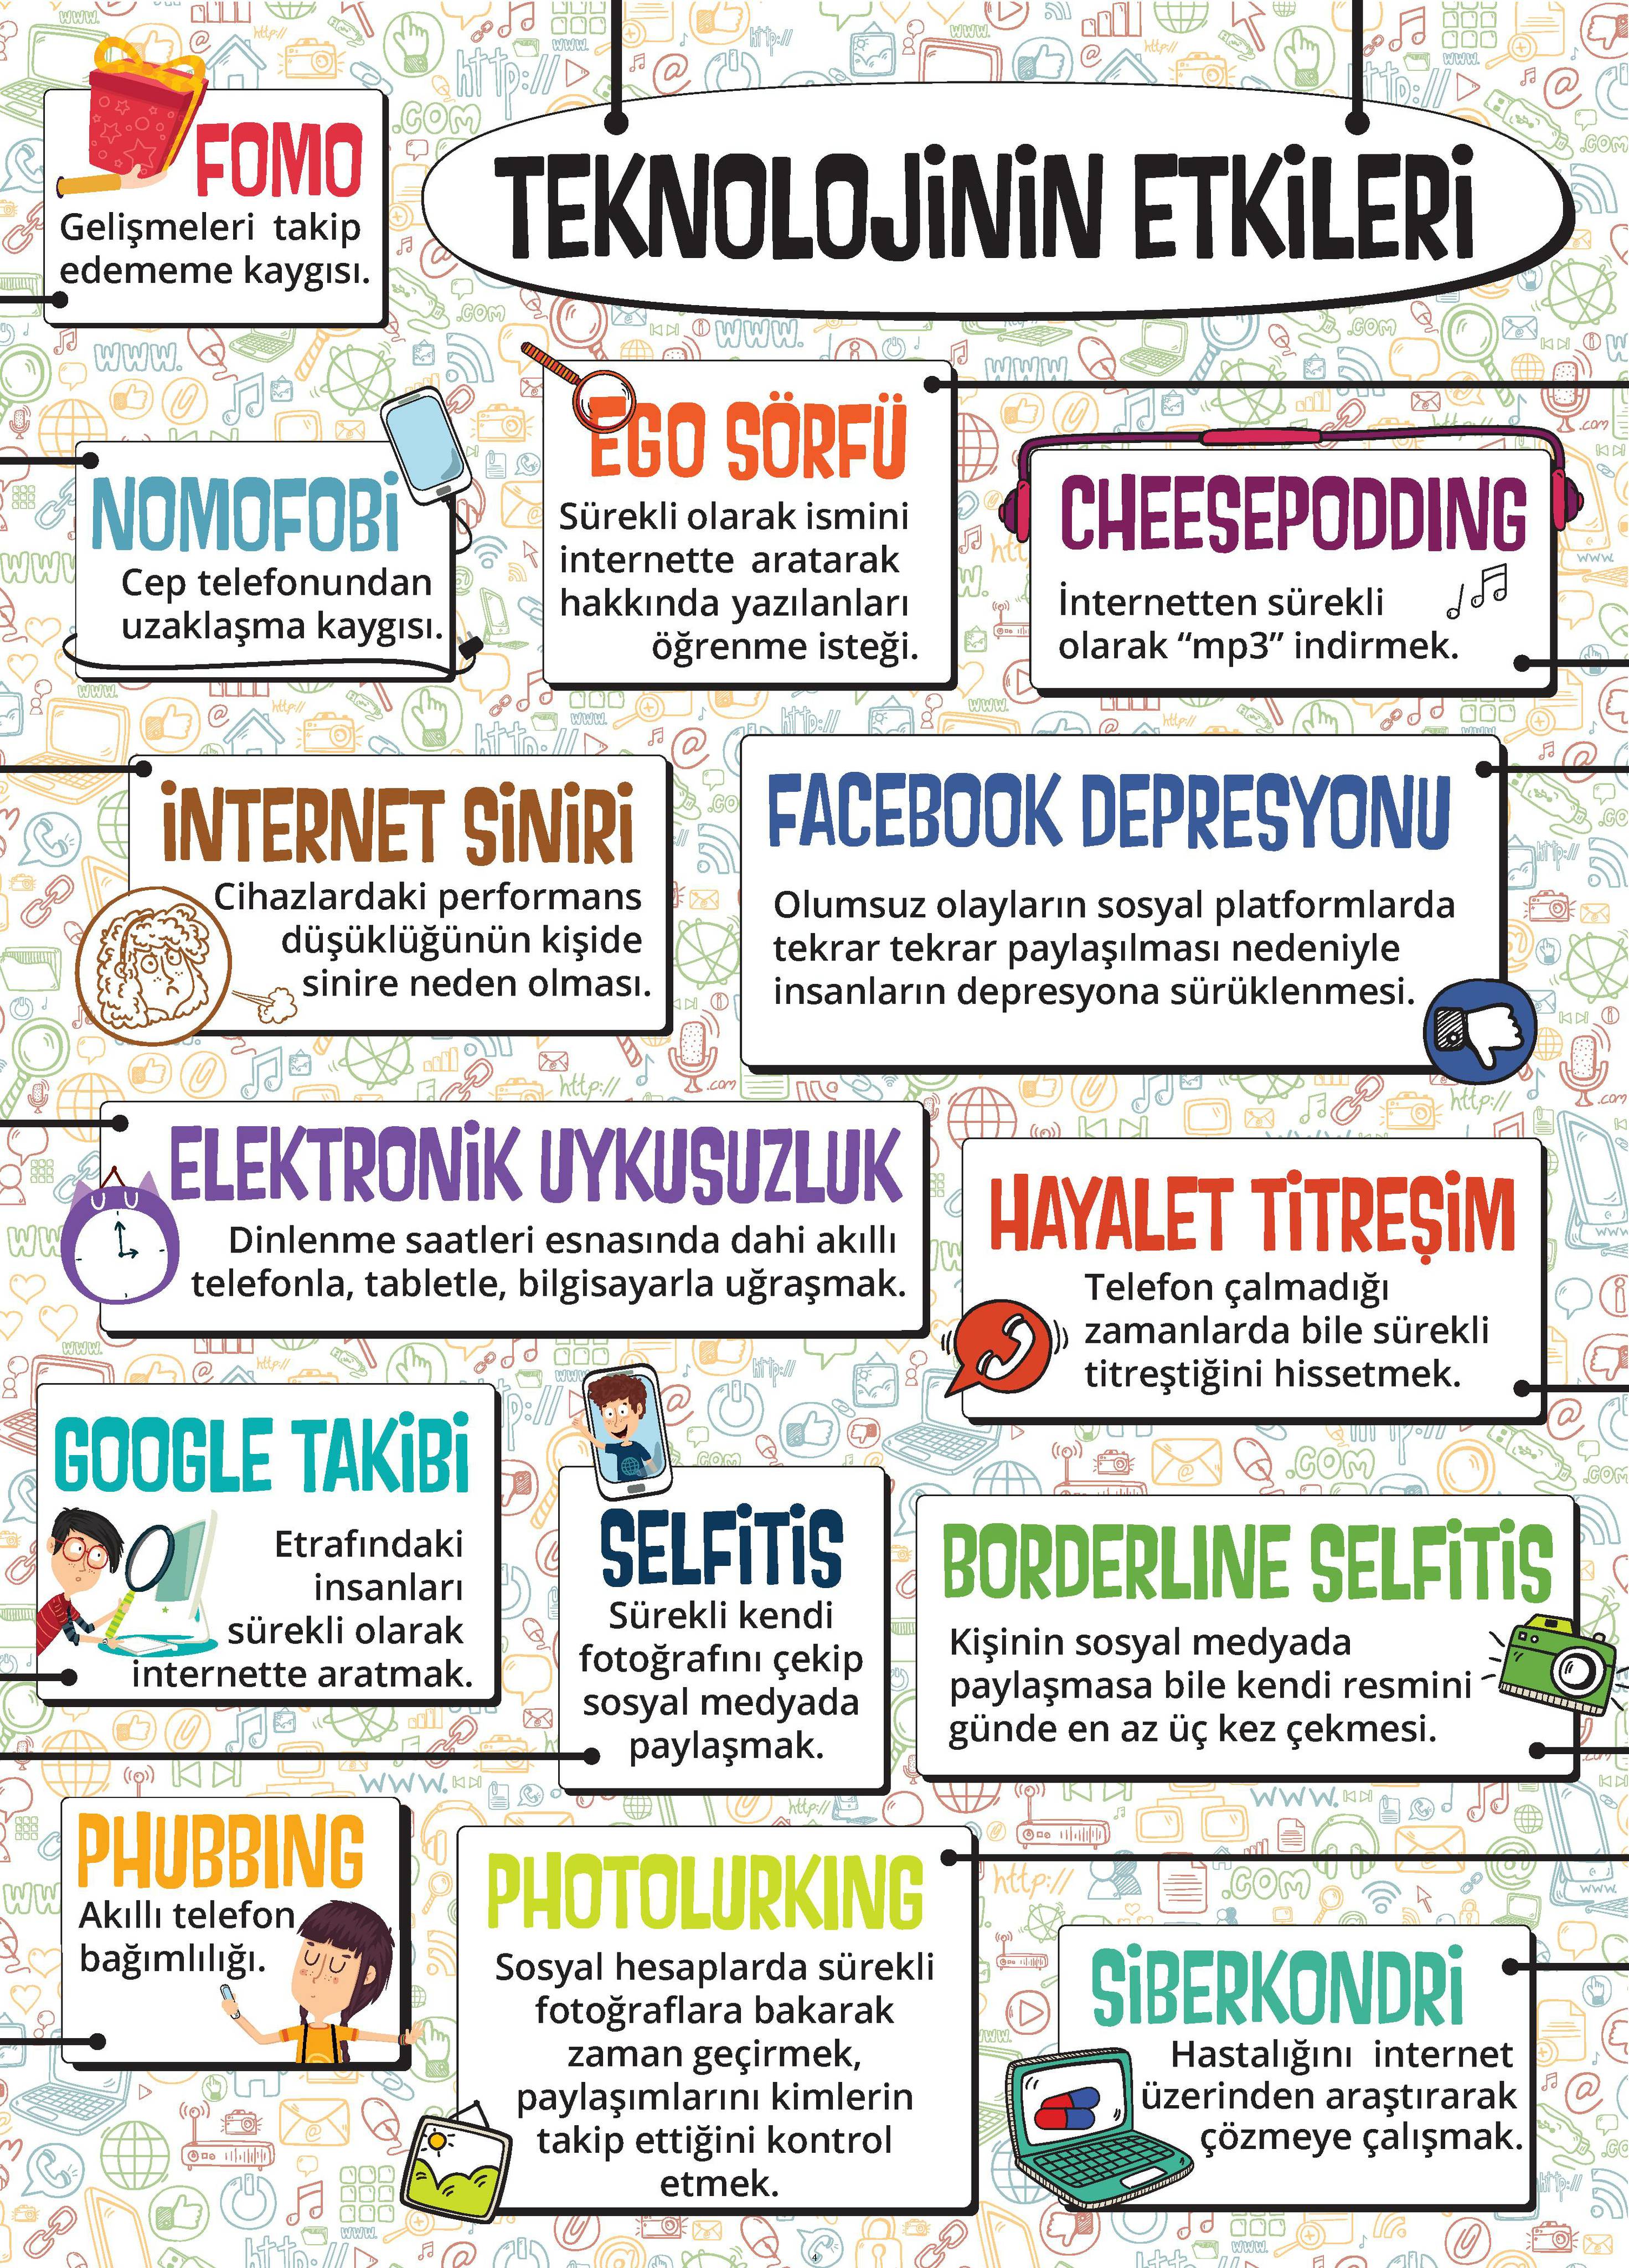 TEKNOLOJİNİN ETKİLERİ
FOMO
Gelişmeleri takip
edememe kaygısı.
NOMOFOBİ
Cep telefonundan
uzaklaşma kaygısı.
EGO SÖRFÜ
Sürekli olarak ismini
internette aratarak
hakkında yazılanları
öğrenme isteği.
CHEESEPODDING
İnternetten sürekli
olarak “mp3” indirmek.
İNTERNET SİNİRİ
Cihazlardaki performans
düşüklüğünün kişide
sinire neden olması.
FACEBOOK DEPRESYONU
Olumsuz olayların sosyal platformlarda
tekrar tekrar paylaşılması nedeniyle
insanların depresyona sürüklenmesi.
ELEKTRONİK UYKUSUZLUK
Dinlenme saatleri esnasında dahi akıllı
telefonla, tabletle, bilgisayarla uğraşmak.
HAYALET TİTREŞİM
Telefon çalmadığı
zamanlarda bile sürekli
titreştiğini hissetmek.
GOOGLE TAKİBİ
Etrafındaki
insanları
sürekli olarak
internette aratmak.
SELFİTİS
Sürekli kendi
fotoğrafını çekip
sosyal medyada
paylaşmak.
BORDERLINE SELFİTİS
Kişinin sosyal medyada
paylaşmasa bile kendi resmini
günde en az üç kez çekmesi.
PHUBBING
Akıllı telefon
bağımlılığı.
PHOTOLURKING
Sosyal hesaplarda sürekli
fotoğraflara bakarak
zaman geçirmek,
paylaşımlarını kimlerin
takip ettiğini kontrol
etmek.
SİBERKONDRİ
Hastalığını internet
üzerinden araştırarak
çözmeye çalışmak.
4